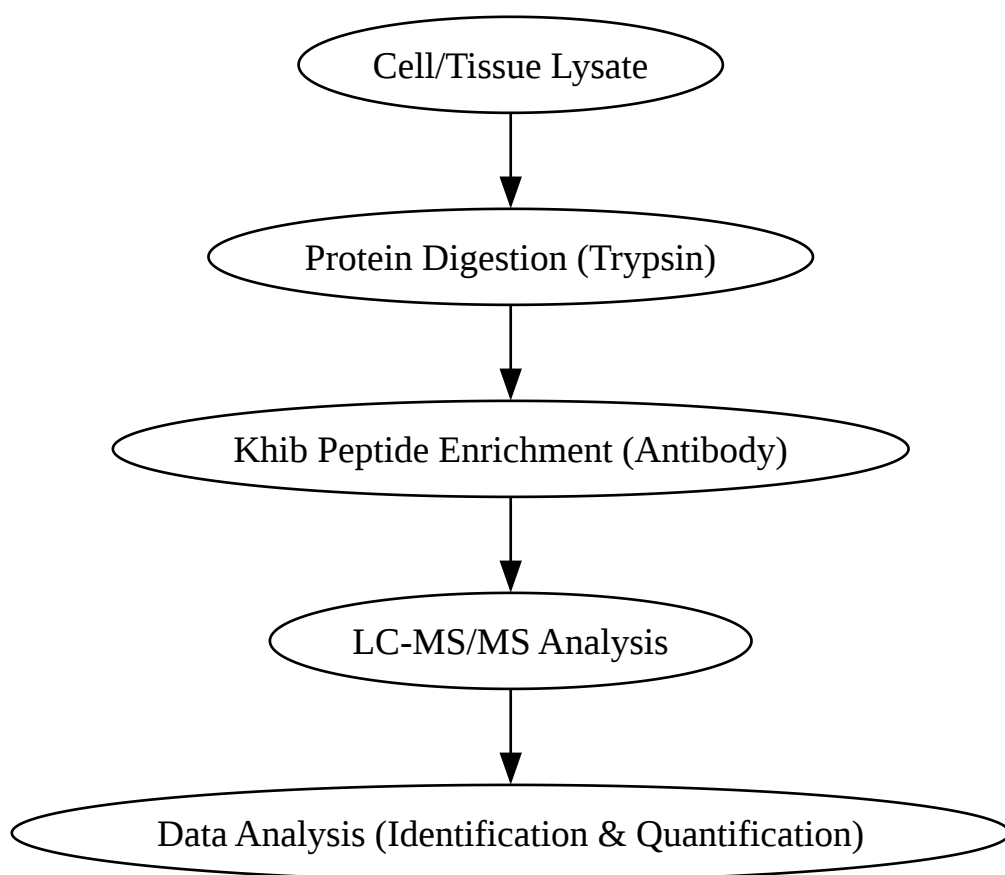 Cell/Tissue Lysate
Protein Digestion (Trypsin)
Khib Peptide Enrichment (Antibody)
LC-MS/MS Analysis
Data Analysis (Identification & Quantification)